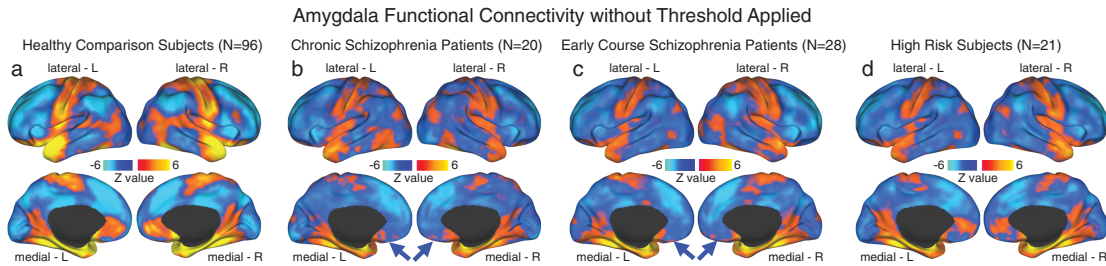 Amygdala Functional Connectivity without Threshold Applied
Healthy Comparison Subjects (N=96)
Chronic Schizophrenia Patients (N=20)
Early Course Schizophrenia Patients (N=28)
High Risk Subjects (N=21)
a
lateral - L
lateral - R
b
lateral - L
lateral - R
c
lateral - L
lateral - R
d
lateral - L
lateral - R
-6 6
Z value
-6 6
Z value
-6 6
Z value
-6 6
Z value
medial - L
medial - R
medial - L
medial - R
medial - L
medial - R
medial - L
medial - R